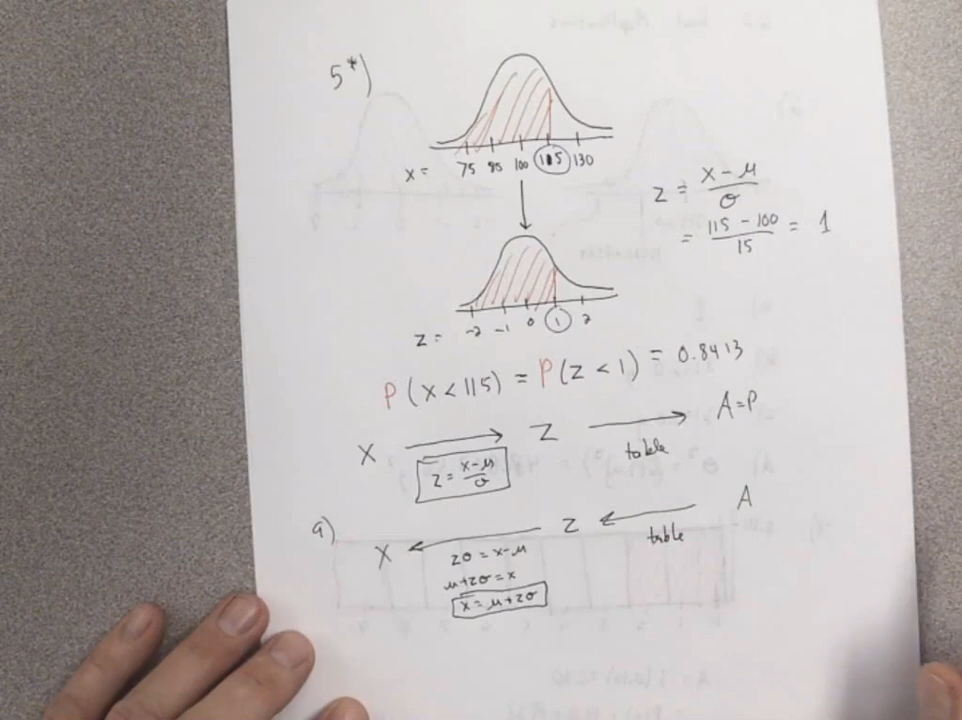 5*)
x = 75 85 100 115 130
z = (x - μ)/σ
= (115 - 100)/15 = 1
z = -2 -1 0 1 2
P(x < 115) = P(z < 1) = 0.8413
X → Z → A = P
z = (x - μ)/σ table
9) X ← Z ← A
zσ = x - μ table
μ + zσ = x
x = μ + zσ